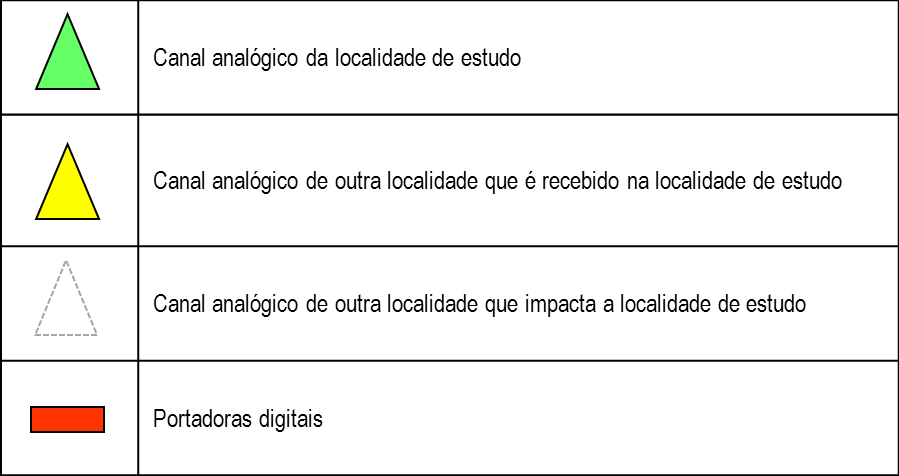 Canal analógico da localidade de estudo
Canal analógico de outra localidade que é recebido na localidade de estudo
Canal analógico de outra localidade que impacta a localidade de estudo
Portadoras digitais